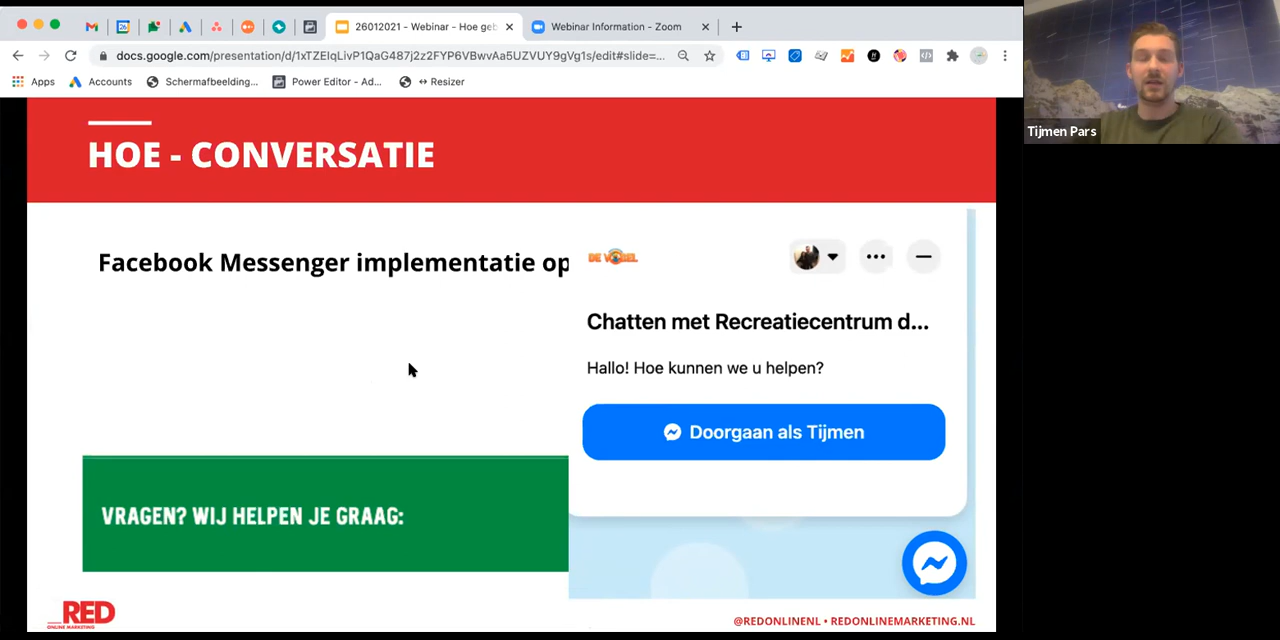 26012021 - Webinar - Hoe geb
Webinar Information - Zoom
docs.google.com/presentation/d/1xTZEIqLivP1QaG487j2z2FYP6VBwvAa5UZVUY9gVg1s/edit#slide=...
Apps
Accounts
Schermafbeelding...
Power Editor - Ad...
↔ Resizer
Tijmen Pars
HOE - CONVERSATIE
Facebook Messenger implementatie op
DE VOREL
Chatten met Recreatiecentrum d...
Hallo! Hoe kunnen we u helpen?
Doorgaan als Tijmen
VRAGEN? WIJ HELPEN JE GRAAG:
_RED
ONLINE MARKETING
@REDONLINENL • REDONLINEMARKETING.NL